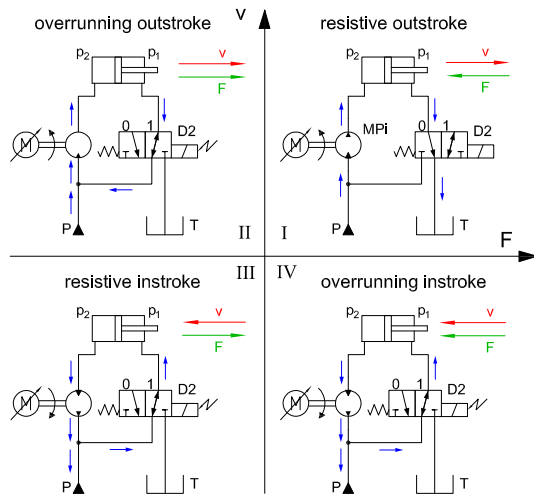 overrunning outstroke
v
resistive outstroke
p2 p1
v
F
p2 p1
v
F
0 1
D2
M
0 1
D2
MPi
M
P
T
II
I
P
T
F
III
IV
resistive instroke
overrunning instroke
p2 p1
v
F
p2 p1
v
F
0 1
D2
M
0 1
D2
M
P
T
P
T